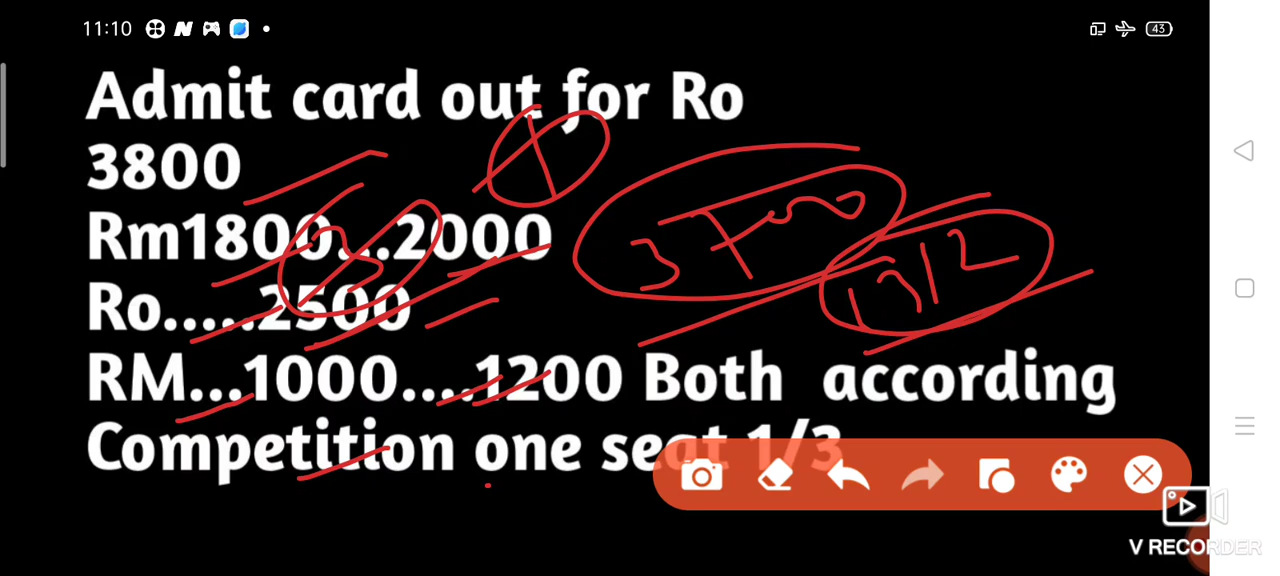 11:10 N 43
Admit card out for Ro
3800
Rm1800...2000
Ro.....2500
RM...1000....1200 Both according
Competition one seat 1/3
V RECORDER